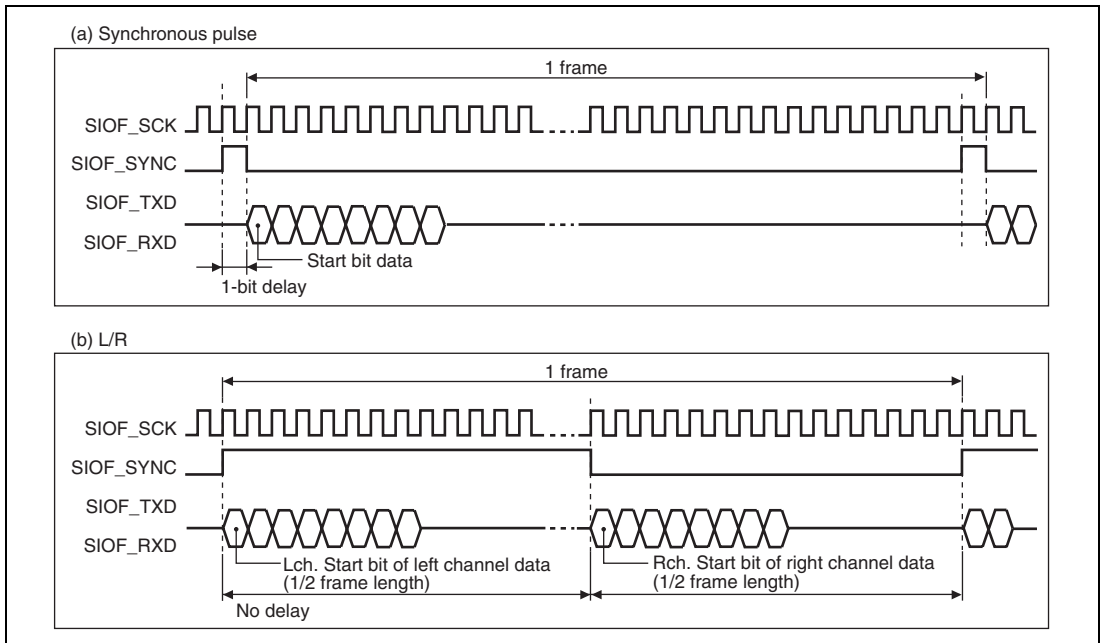 (a) Synchronous pulse
1 frame
SIOF_SCK
SIOF_SYNC
SIOF_TXD
SIOF_RXD
Start bit data
1-bit delay
(b) L/R
1 frame
SIOF_SCK
SIOF_SYNC
SIOF_TXD
SIOF_RXD
Lch. Start bit of left channel data
(1/2 frame length)
Rch. Start bit of right channel data
(1/2 frame length)
No delay